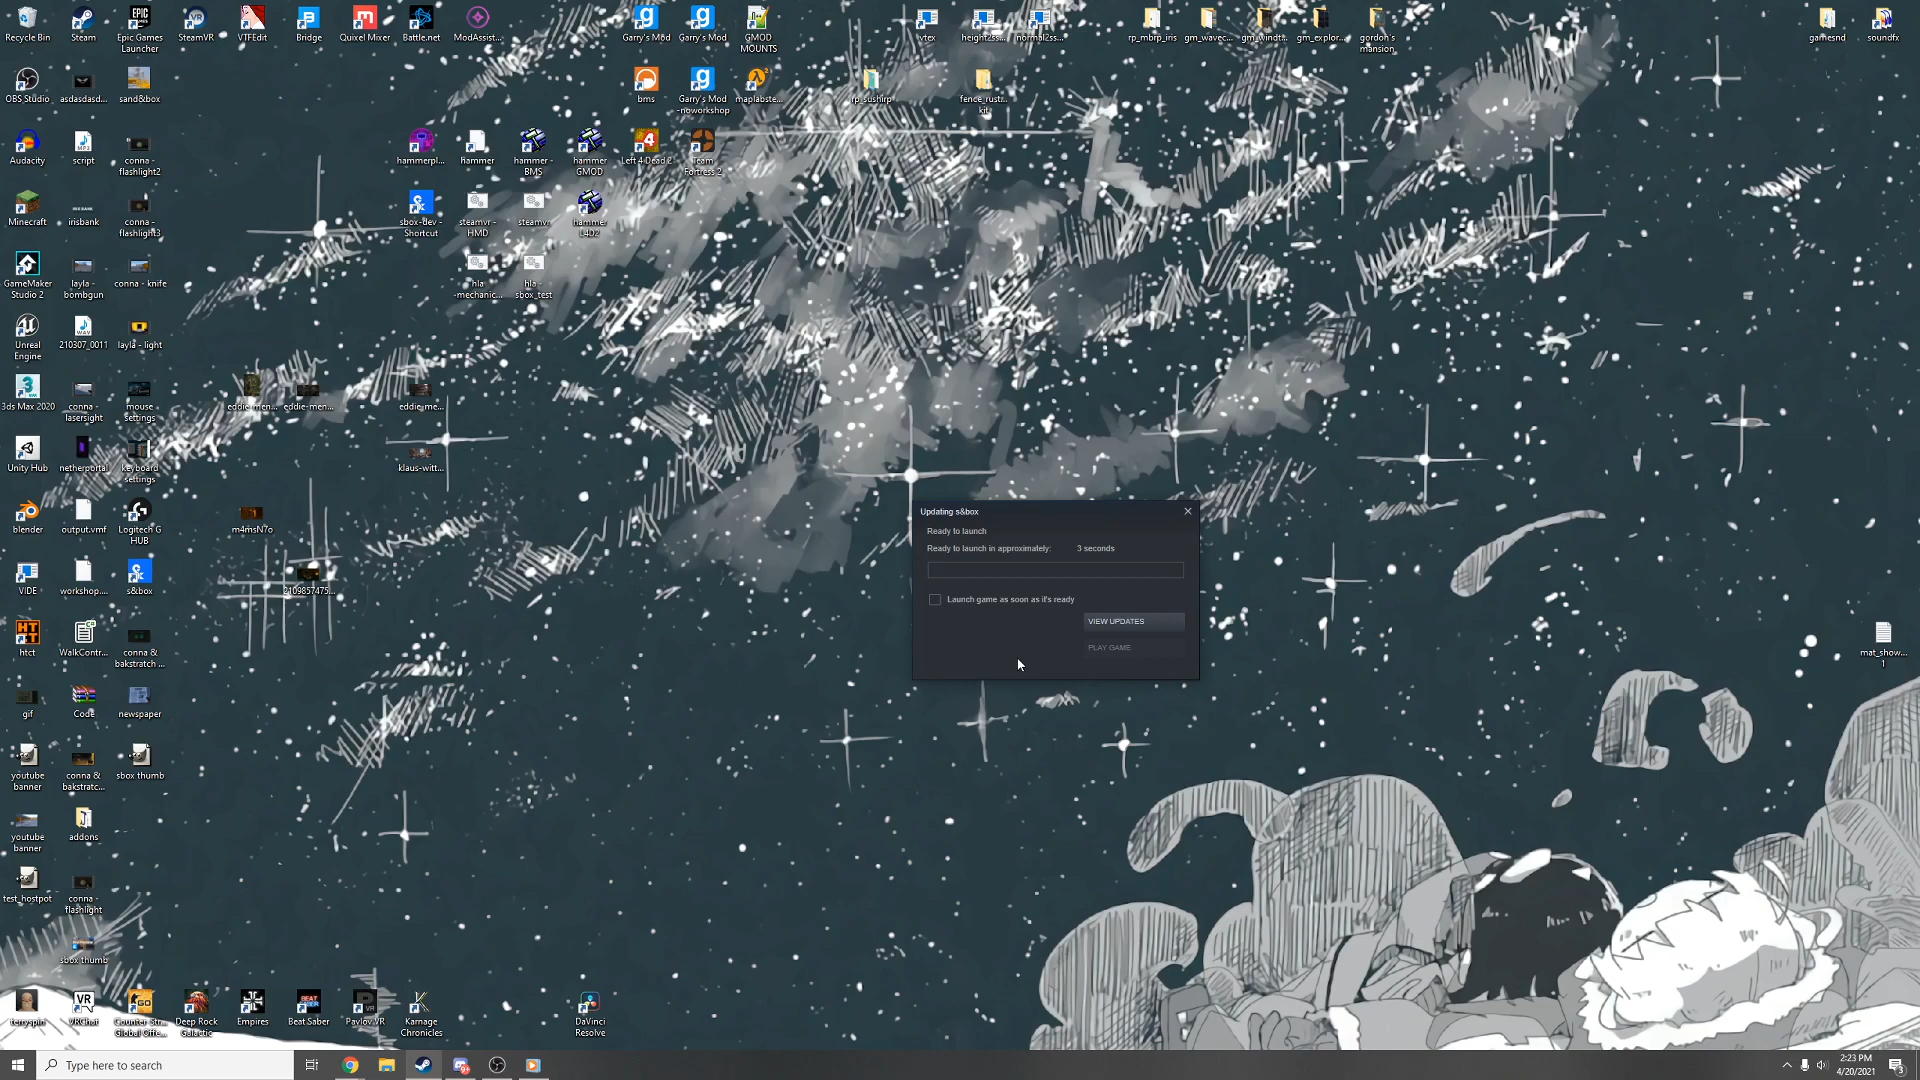 Recycle Bin
Steam
Epic Games
Launcher
SteamVR
VTFEdit
Bridge
Quixel Mixer
Battle.net
ModAssist...
Garry's Mod
Garry's Mod
GMOD
MOUNTS
vtex
height2ss...
normal2ss...
rp_mbrp_iris
gm_wavec...
gm_windt...
gm_explor...
gordon's
mansion
gamesnd
soundfx
OBS Studio
asdasdasd...
sand&box
bms
Garry's Mod
-noworkshop
maplabste...
rp_sushirp
fence_rust...
kit
Audacity
script
conna -
flashlight2
hammerpl...
hammer
hammer -
BMS
hammer
GMOD
Left 4 Dead 2
Team
Fortress 2
Minecraft
irisbank
conna -
flashlight3
sbox-dev -
Shortcut
steamvr -
HMD
steamvr
hammer
L4D2
GameMaker
Studio 2
layla -
bombgun
conna - knife
hla
-mechanic...
hla -
sbox_test
Unreal
Engine
210307_0011
layla - light
3ds Max 2020
conna -
lasersight
mouse
settings
eddie-men...
eddie-men...
eddie-me...
Unity Hub
netherportal
keyboard
settings
klaus-witt...
blender
output.vmf
Logitech G
HUB
m4msN7o
Updating s&box
Ready to launch
Ready to launch in approximately: 3 seconds
Launch game as soon as it's ready
VIEW UPDATES
PLAY GAME
VIDE
workshop....
s&box
2109857475...
htct
WalkContr...
conna &
bakstratch ...
mat_show...
1
gif
Code
newspaper
youtube
banner
conna &
bakstratc...
sbox thumb
youtube
banner
addons
test_hostpot
conna -
flashlight
sbox thumb
terryspin
VRChat
Counter-Str...
Global Offe...
Deep Rock
Galactic
Empires
Beat Saber
Pavlov VR
Karnage
Chronicles
DaVinci
Resolve
Type here to search
2:23 PM
4/20/2021